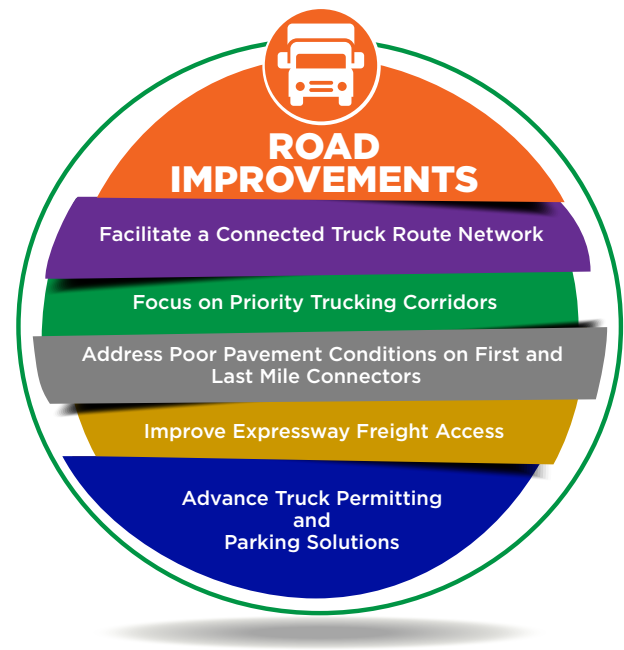 ROAD
IMPROVEMENTS
Facilitate a Connected Truck Route Network
Focus on Priority Trucking Corridors
Address Poor Pavement Conditions on First and
Last Mile Connectors
Improve Expressway Freight Access
Advance Truck Permitting
and
Parking Solutions